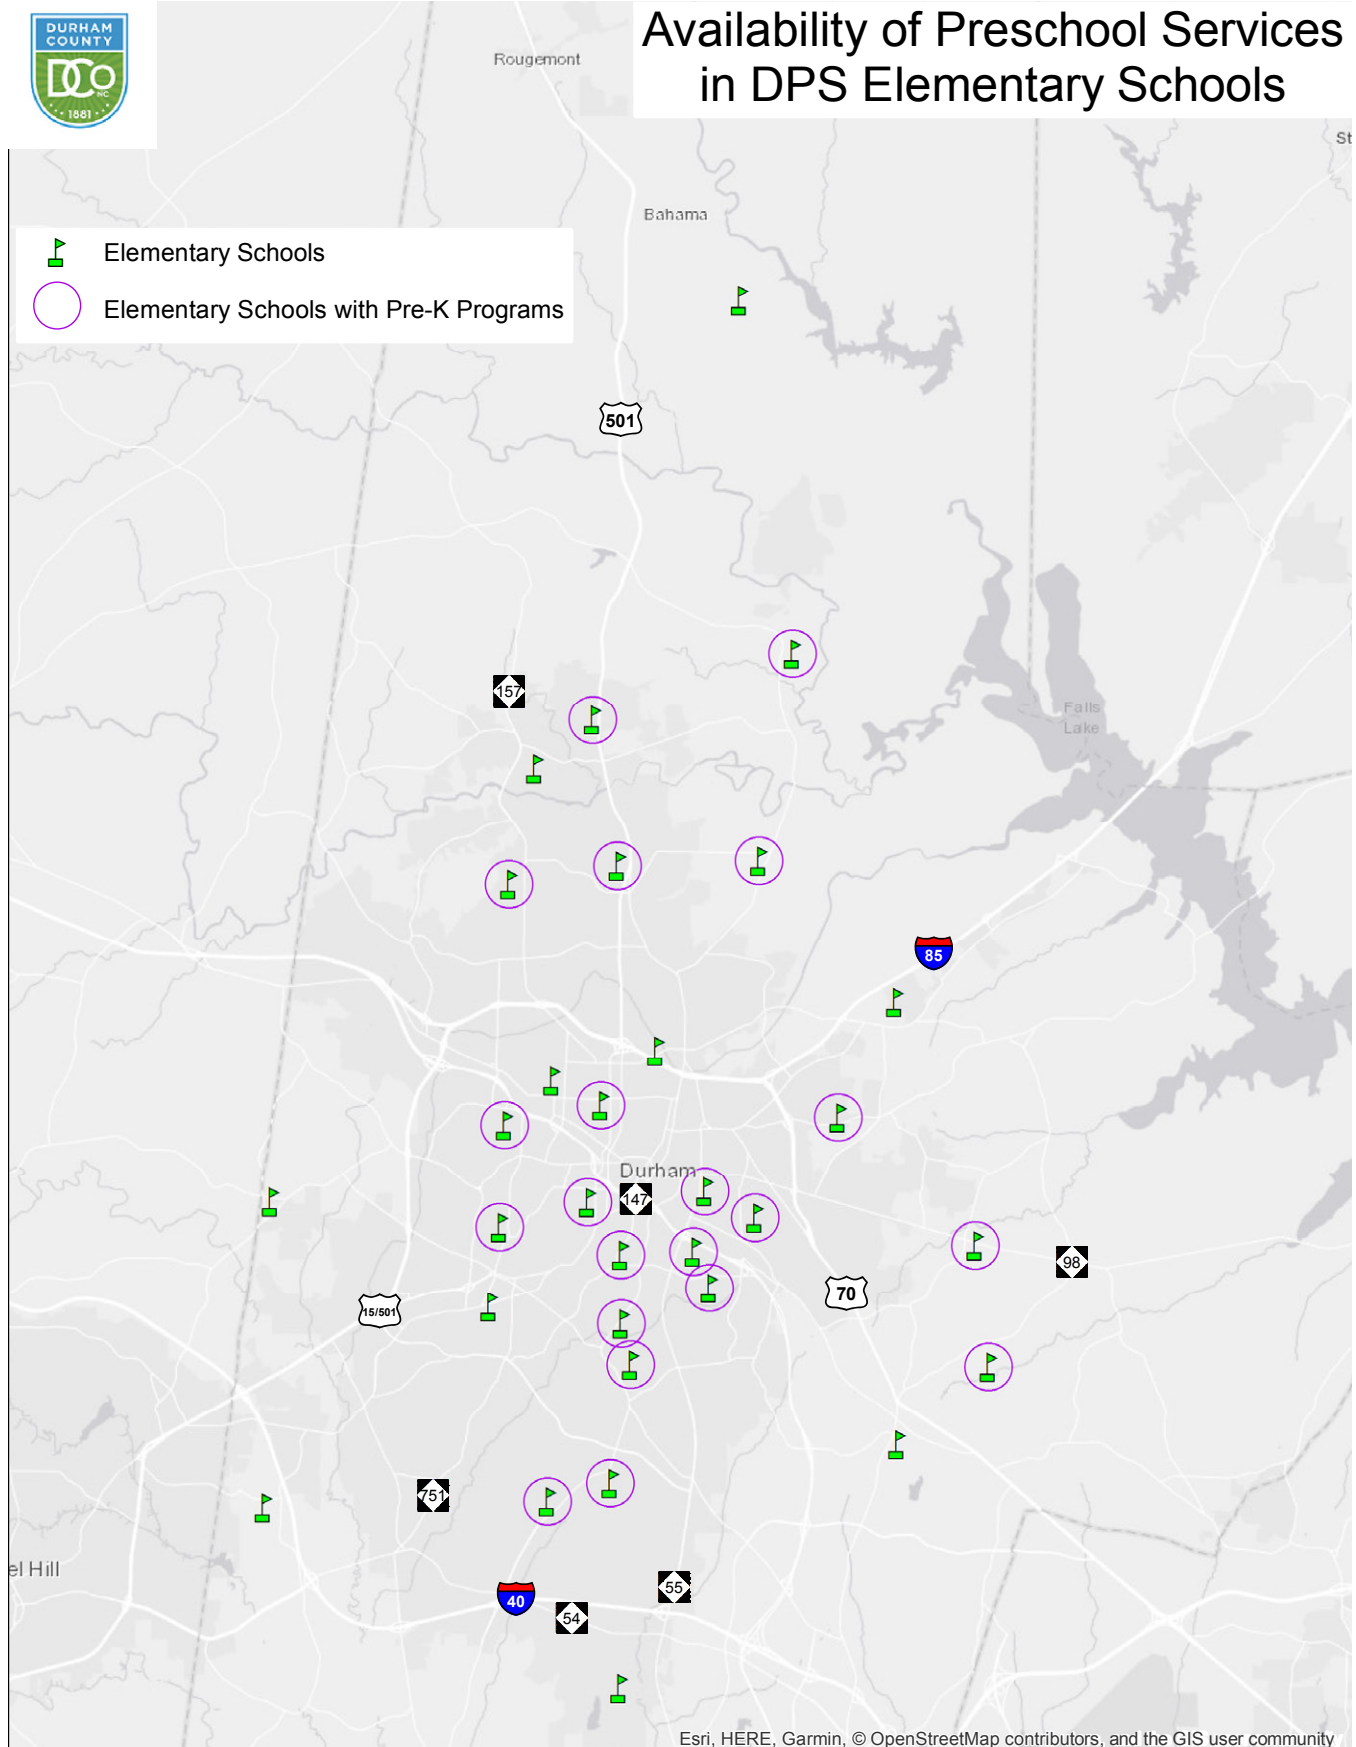 DURHAM
COUNTY
DCo
NC
1881
Availability of Preschool Services
in DPS Elementary Schools
Rougemont
St
Bahama
Elementary Schools
Elementary Schools with Pre-K Programs
501
157
Falls
Lake
85
Durham
147
98
70
15/501
751
el Hill
40
55
54
Esri, HERE, Garmin, © OpenStreetMap contributors, and the GIS user community